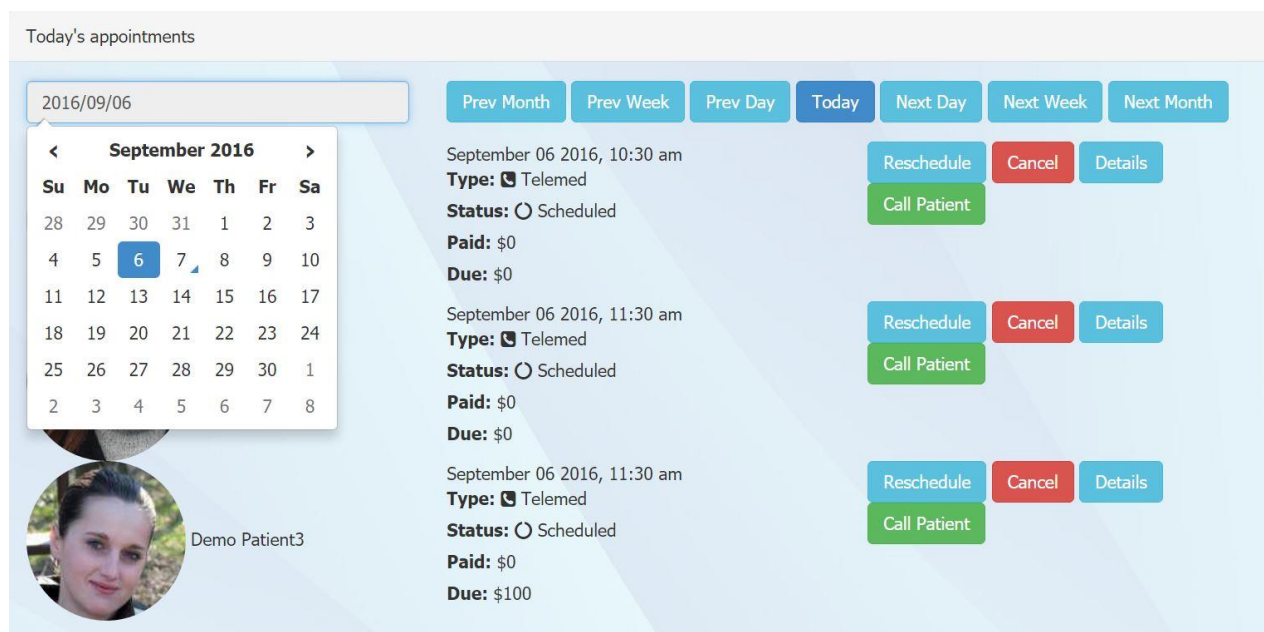 Today's appointments
2016/09/06
Prev Month Prev Week Prev Day Today Next Day Next Week Next Month
‹ September 2016 ›
Su Mo Tu We Th Fr Sa
28 29 30 31 1 2 3
4 5 6 7 8 9 10
11 12 13 14 15 16 17
18 19 20 21 22 23 24
25 26 27 28 29 30 1
2 3 4 5 6 7 8
September 06 2016, 10:30 am
Type: Telemed
Status: Scheduled
Paid: $0
Due: $0
Reschedule Cancel Details
Call Patient
September 06 2016, 11:30 am
Type: Telemed
Status: Scheduled
Paid: $0
Due: $0
Reschedule Cancel Details
Call Patient
Demo Patient3
September 06 2016, 11:30 am
Type: Telemed
Status: Scheduled
Paid: $0
Due: $100
Reschedule Cancel Details
Call Patient